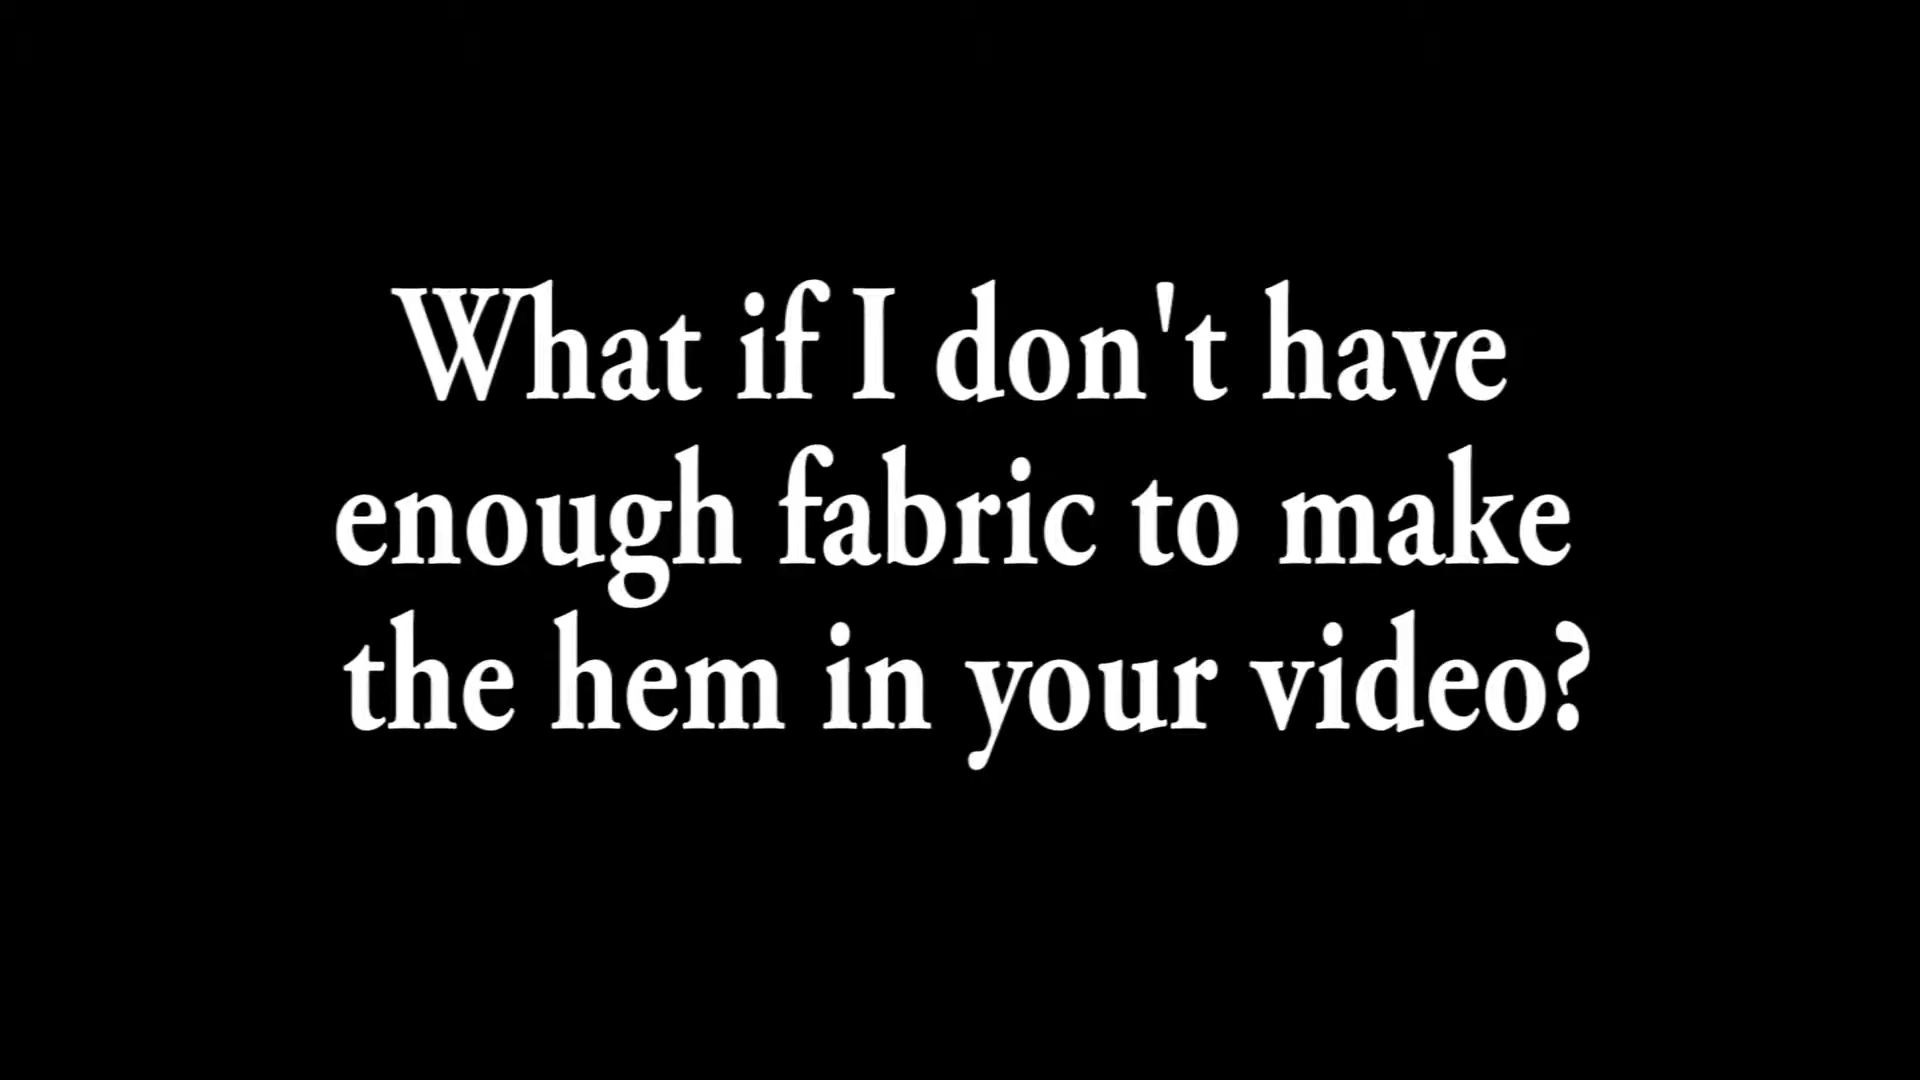 What if I don't have
enough fabric to make
the hem in your video?